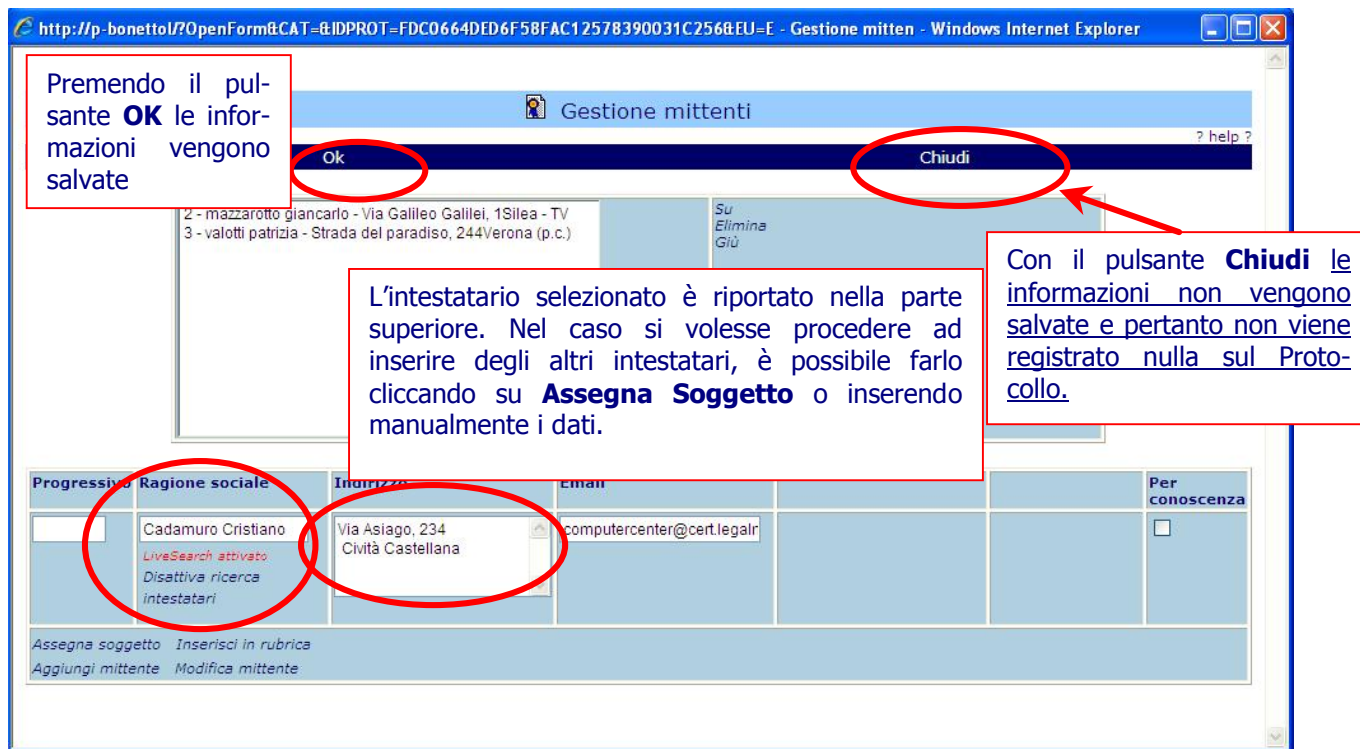 http://p-bonettol/?OpenForm&CAT=&IDPROT=FDC0664DED6F58FAC12578390031C256&EU=E - Gestione mitten - Windows Internet Explorer
Premendo il pul-
sante OK le infor-
mazioni vengono
salvate
Gestione mittenti
? help ?
Ok
Chiudi
2 - mazzarotto giancarlo - Via Galileo Galilei, 1Silea - TV
3 - valotti patrizia - Strada del paradiso, 244Verona (p.c.)
Su
Elimina
Giù
Con il pulsante Chiudi le
informazioni non vengono
salvate e pertanto non viene
registrato nulla sul Proto-
collo.
L'intestatario selezionato è riportato nella parte
superiore. Nel caso si volesse procedere ad
inserire degli altri intestatari, è possibile farlo
cliccando su Assegna Soggetto o inserendo
manualmente i dati.
Progressivo Ragione sociale Indirizzo Email Per
conoscenza
Cadamuro Cristiano
LiveSearch attivato
Disattiva ricerca
intestatari
Via Asiago, 234
Cività Castellana
computercenter@cert.legalr
Assegna soggetto Inserisci in rubrica
Aggiungi mittente Modifica mittente